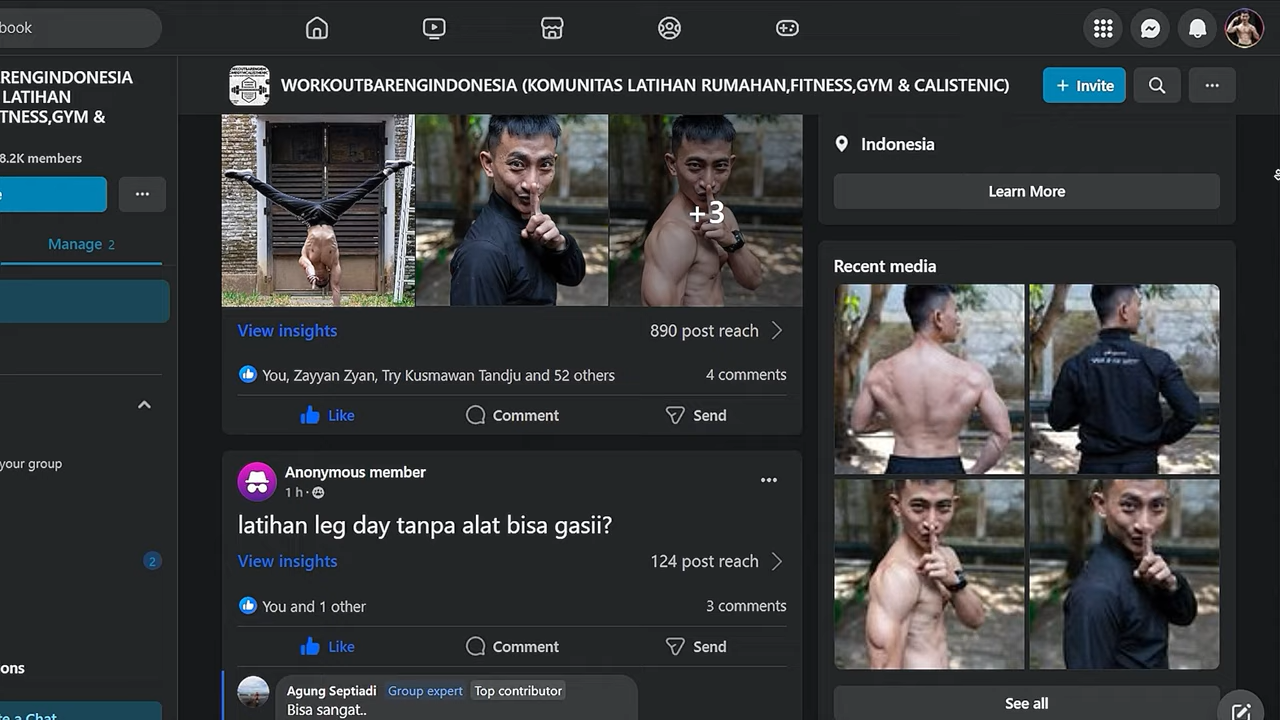 book
RENGINDONESIA
LATIHAN
TNESS,GYM &
8.2K members
e
Manage 2
your group
2
ons
e a Chat
WORKOUTBARENGINDONESIA (KOMUNITAS LATIHAN RUMAHAN,FITNESS,GYM & CALISTENIC)
+ Invite
+3
View insights
890 post reach
You, Zayyan Zyan, Try Kusmawan Tandju and 52 others
4 comments
Like
Comment
Send
Anonymous member
1 h ·
latihan leg day tanpa alat bisa gasii?
View insights
124 post reach
You and 1 other
3 comments
Like
Comment
Send
Agung Septiadi Group expert Top contributor
Bisa sangat..
Indonesia
Learn More
Recent media
See all